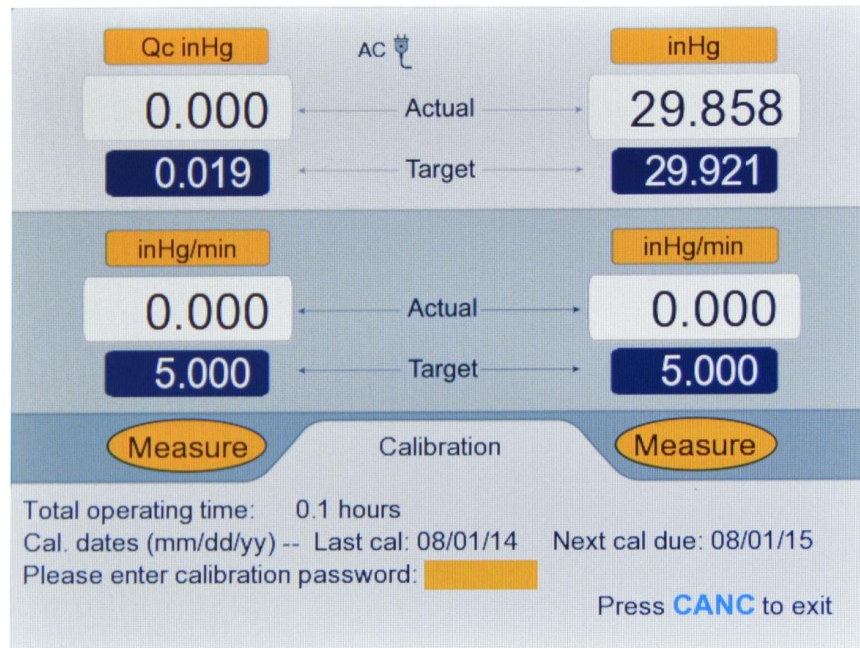 Qc inHg AC inHg
0.000 Actual 29.858
0.019 Target 29.921
inHg/min inHg/min
0.000 Actual 0.000
5.000 Target 5.000
Measure Calibration Measure
Total operating time: 0.1 hours
Cal. dates (mm/dd/yy) -- Last cal: 08/01/14 Next cal due: 08/01/15
Please enter calibration password:
Press CANC to exit